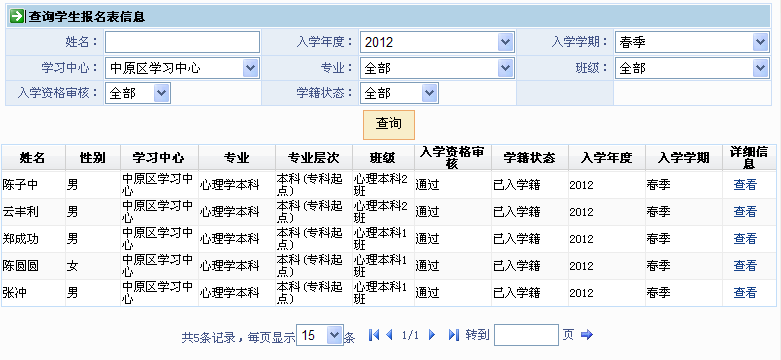 查询学生报名表信息
姓名： 入学年度： 2012 入学学期： 春季
学习中心： 中原区学习中心 专业： 全部 班级： 全部
入学资格审核： 全部 学籍状态： 全部
查询
姓名 性别 学习中心 专业 专业层次 班级 入学资格审核 学籍状态 入学年度 入学学期 详细信息
陈子中 男 中原区学习中心 心理学本科 本科(专科起点) 心理本科2班 通过 已入学籍 2012 春季 查看
云丰利 男 中原区学习中心 心理学本科 本科(专科起点) 心理本科2班 通过 已入学籍 2012 春季 查看
郑成功 男 中原区学习中心 心理学本科 本科(专科起点) 心理本科1班 通过 已入学籍 2012 春季 查看
陈圆圆 女 中原区学习中心 心理学本科 本科(专科起点) 心理本科1班 通过 已入学籍 2012 春季 查看
张冲 男 中原区学习中心 心理学本科 本科(专科起点) 心理本科1班 通过 已入学籍 2012 春季 查看
共5条记录，每页显示 15 条 1/1 转到 页